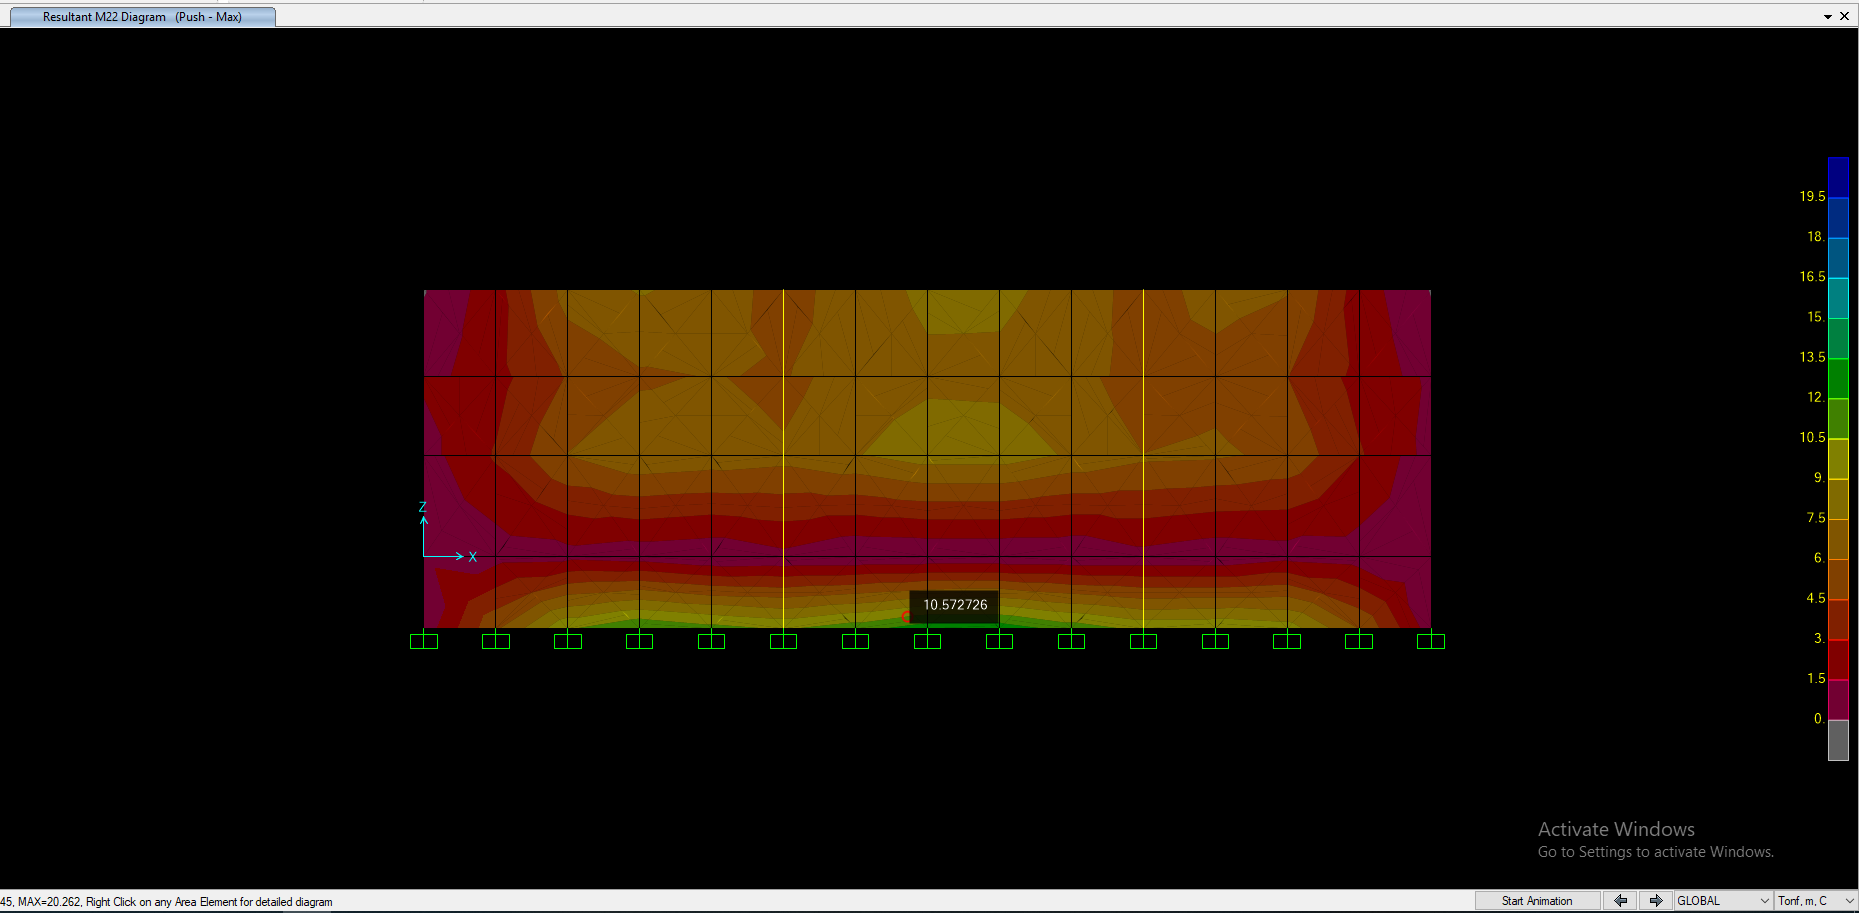 Resultant M22 Diagram (Push - Max)
19.5
18.
16.5
15.
13.5
12.
10.5
9.
7.5
6.
4.5
3.
1.5
0.
Z
X
10.572726
Activate Windows
Go to Settings to activate Windows.
45, MAX=20.262, Right Click on any Area Element for detailed diagram
Start Animation
GLOBAL
Tonf, m, C